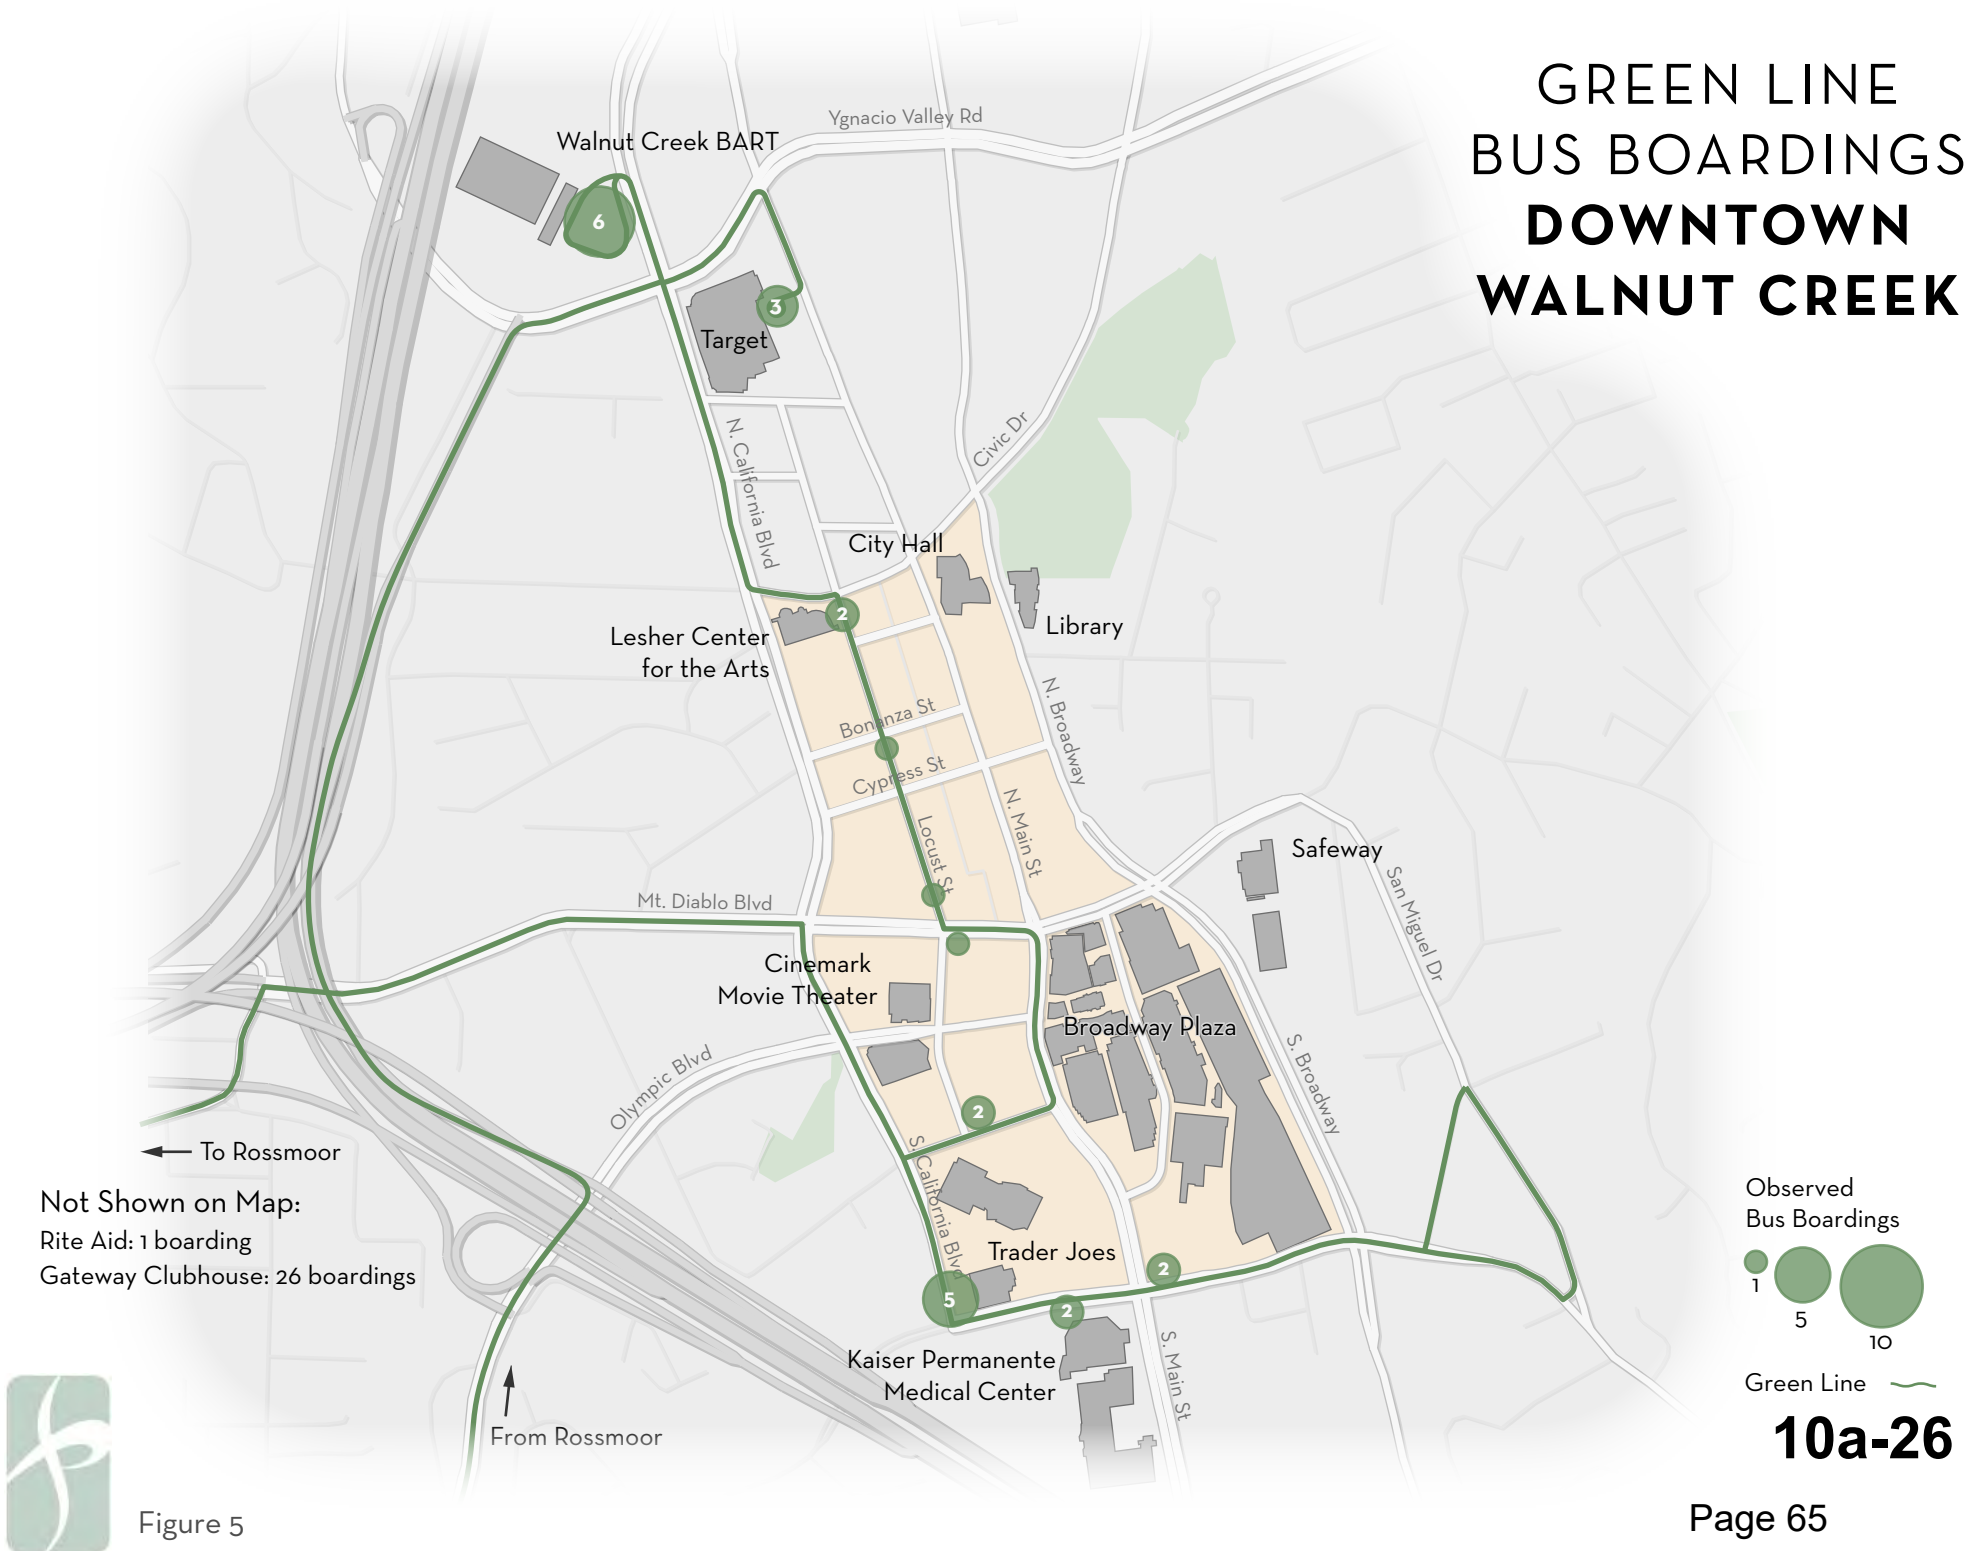 GREEN LINE
BUS BOARDINGS
DOWNTOWN
WALNUT CREEK
Ygnacio Valley Rd
Walnut Creek BART
6
3
Target
N. California Blvd
Civic Dr
City Hall
2
Lesher Center
for the Arts
Library
Bonanza St
N. Broadway
Cypress St
Locust St
N. Main St
Safeway
San Miguel Dr
Mt. Diablo Blvd
Cinemark
Movie Theater
Broadway Plaza
Olympic Blvd
S. Broadway
2
To Rossmoor
S. California Blvd
Not Shown on Map:
Rite Aid: 1 boarding
Gateway Clubhouse: 26 boardings
Trader Joes
5
2
2
Kaiser Permanente
Medical Center
S. Main St
From Rossmoor
Observed
Bus Boardings
1
5
10
Green Line
10a-26
Figure 5
Page 65